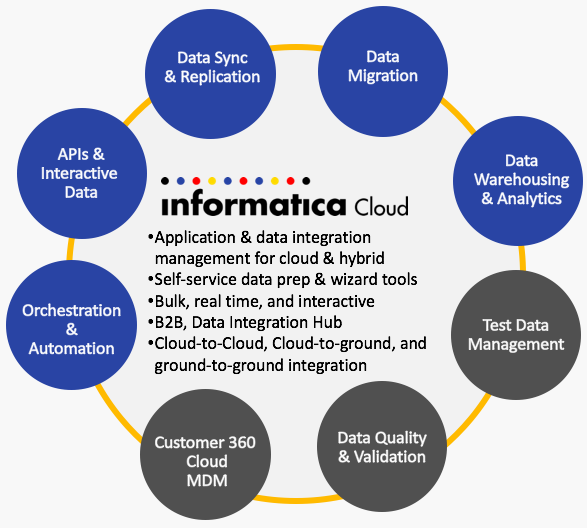 Data Sync
& Replication
Data
Migration
APIs &
Interactive
Data
Data
Warehousing
& Analytics
informatica Cloud
•Application & data integration
management for cloud & hybrid
•Self-service data prep & wizard tools
•Bulk, real time, and interactive
•B2B, Data Integration Hub
•Cloud-to-Cloud, Cloud-to-ground, and
ground-to-ground integration
Orchestration
&
Automation
Test Data
Management
Customer 360
Cloud
MDM
Data Quality
& Validation